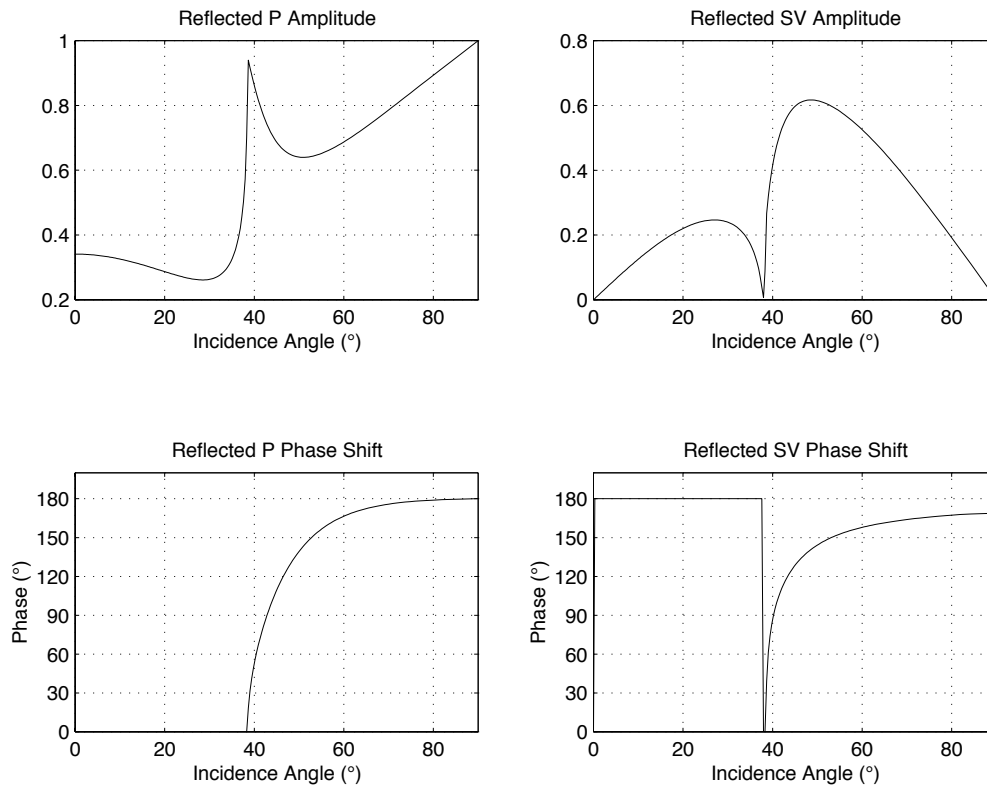 Reflected P Amplitude
1
0.8
0.6
0.4
0.2
0 20 40 60 80
Incidence Angle (°)
Reflected SV Amplitude
0.8
0.6
0.4
0.2
0
0 20 40 60 80
Incidence Angle (°)
Reflected P Phase Shift
Phase (°)
180
150
120
90
60
30
0
0 20 40 60 80
Incidence Angle (°)
Reflected SV Phase Shift
Phase (°)
180
150
120
90
60
30
0
0 20 40 60 80
Incidence Angle (°)